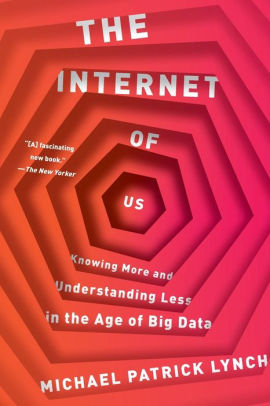 THE
INTERNET
OF
US
"[A] fascinating
new book."
—The New Yorker
Knowing More and
Understanding Less
in the Age of Big Data
MICHAEL PATRICK LYNCH